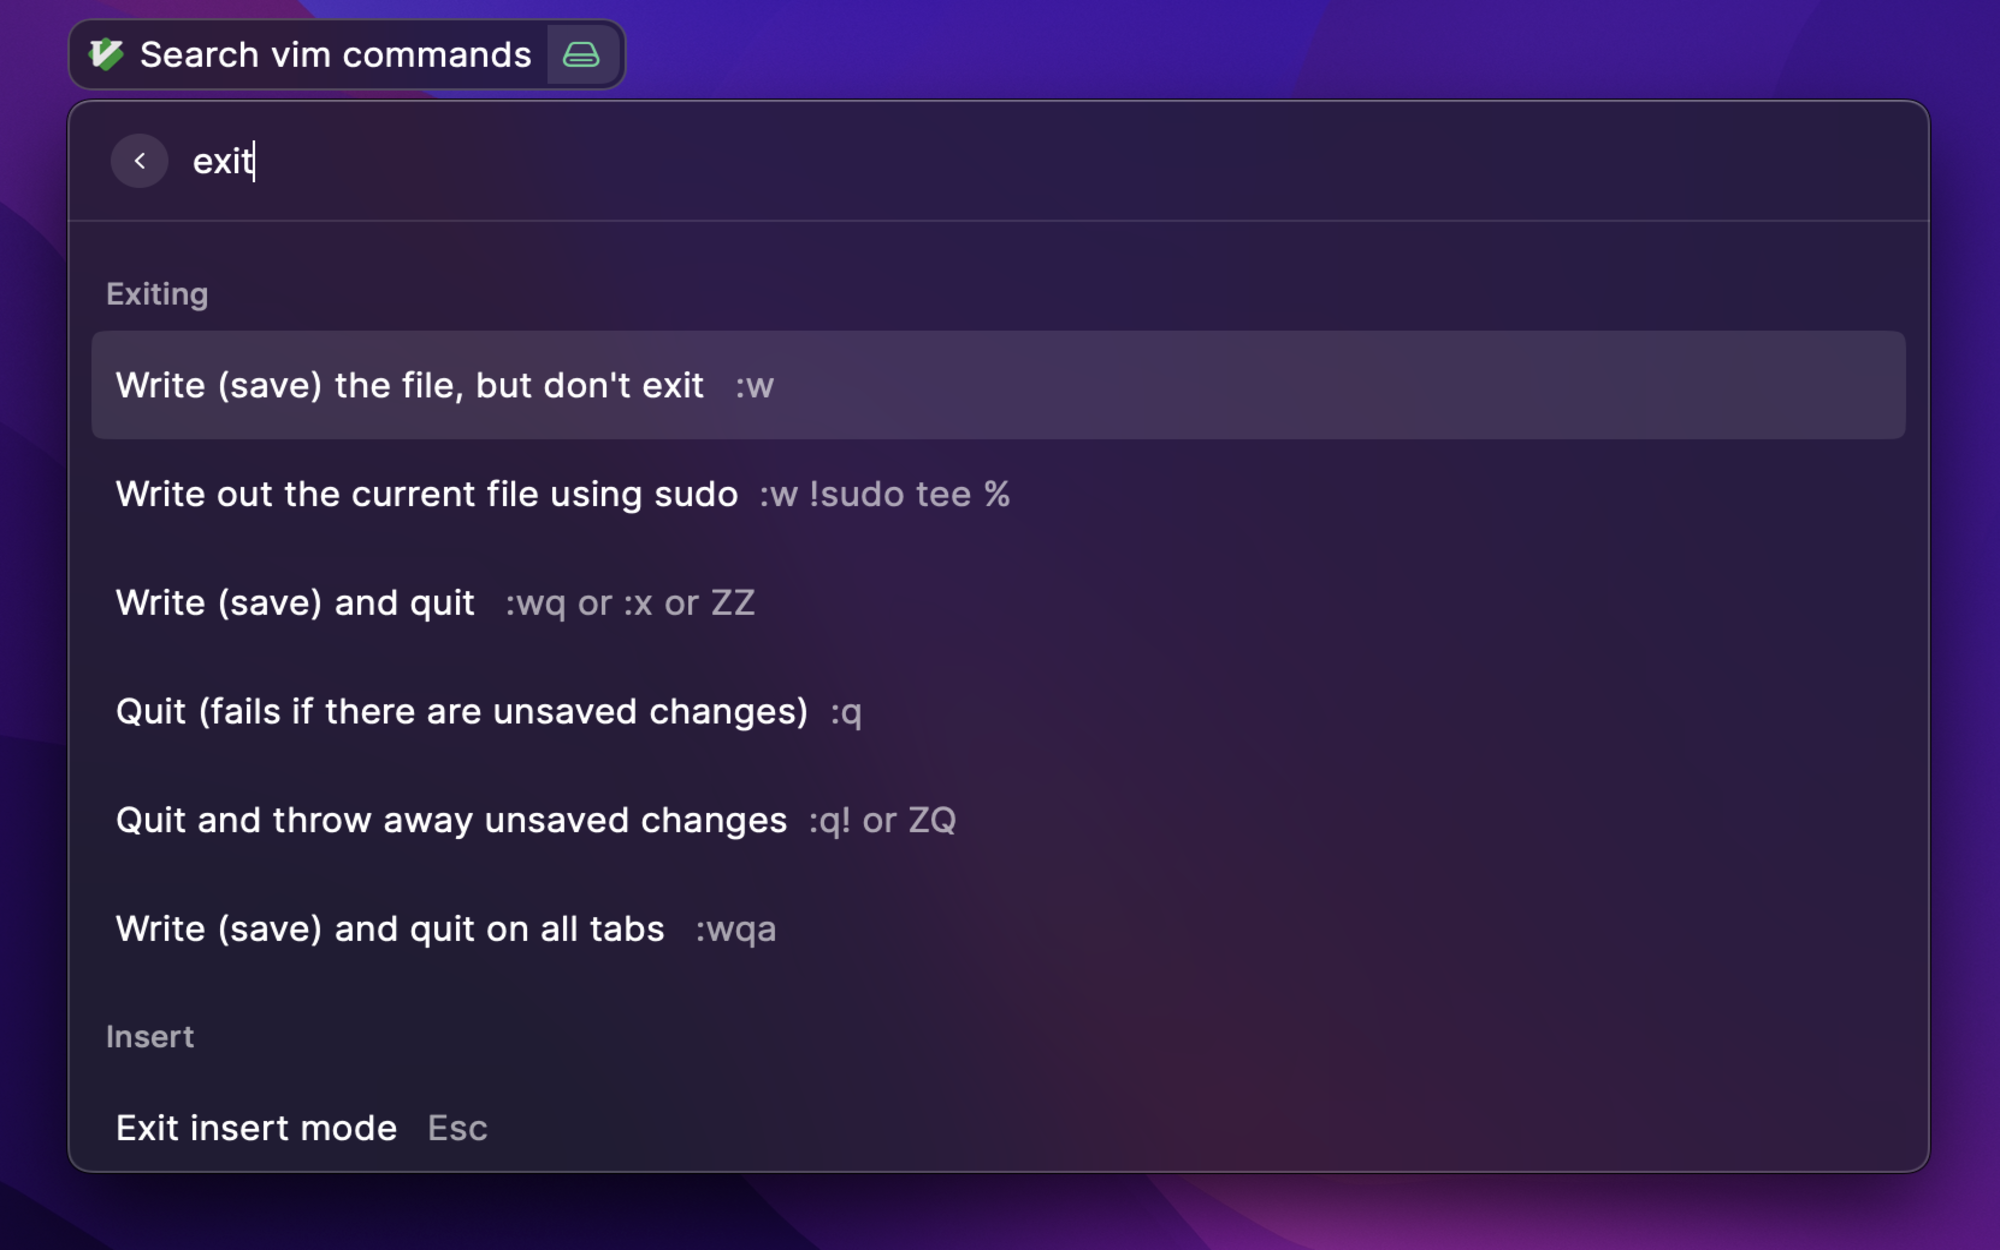 Search vim commands
exit
Exiting
Write (save) the file, but don't exit :w
Write out the current file using sudo :w !sudo tee %
Write (save) and quit :wq or :x or ZZ
Quit (fails if there are unsaved changes) :q
Quit and throw away unsaved changes :q! or ZQ
Write (save) and quit on all tabs :wqa
Insert
Exit insert mode Esc